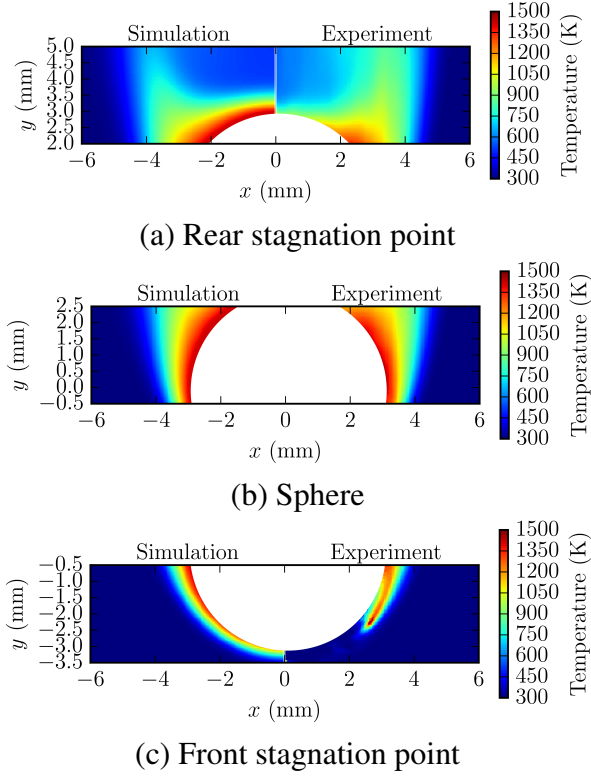 Simulation Experiment
5.0
4.5
4.0
3.5
3.0
2.5
2.0
y (mm)
−6 −4 −2 0 2 4 6
x (mm)
1500
1350
1200
1050
900
750
600
450
300
Temperature (K)
(a) Rear stagnation point
Simulation Experiment
2.5
2.0
1.5
1.0
0.5
0.0
−0.5
y (mm)
−6 −4 −2 0 2 4 6
x (mm)
1500
1350
1200
1050
900
750
600
450
300
Temperature (K)
(b) Sphere
Simulation Experiment
−0.5
−1.0
−1.5
−2.0
−2.5
−3.0
−3.5
y (mm)
−6 −4 −2 0 2 4 6
x (mm)
1500
1350
1200
1050
900
750
600
450
300
Temperature (K)
(c) Front stagnation point